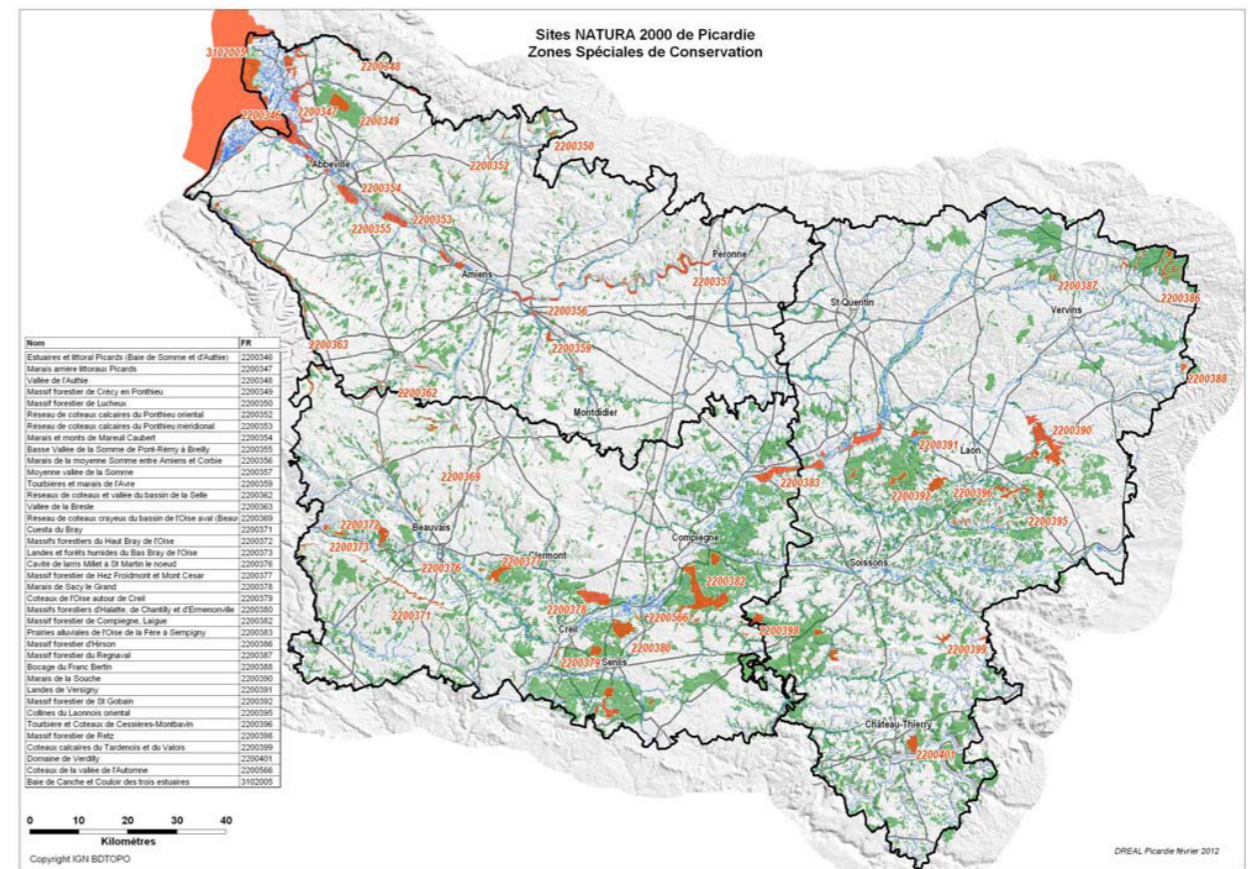 Sites NATURA 2000 de Picardie
Zones Spéciales de Conservation
3102005
2200348
2200346
2200347
2200349
2200350
2200352
Abbeville
2200354
2200353
2200355
Amiens
Péronne
2200357
2200356
2200359
2200363
2200362
Montdidier
St Quentin
2200387
2200386
Vervins
2200388
2200390
2200391
Laon
2200383
2200392
2200396
2200395
2200369
2200372
Beauvais
2200373
2200376
2200377
Clermont
Compiègne
2200382
Soissons
2200371
2200378
2200566
Creil
2200380
2200398
2200379
Senlis
2200399
Château-Thierry
2200401
Nom FR
Estuaires et littoral Picards (Baie de Somme et d'Authie) 2200346
Marais arrière littoraux Picards 2200347
Vallée de l'Authie 2200348
Massif forestier de Crécy en Ponthieu 2200349
Massif forestier de Lucheux 2200350
Réseau de coteaux calcaires du Ponthieu oriental 2200352
Réseau de coteaux calcaires du Ponthieu méridional 2200353
Marais et monts de Mareuil Caubert 2200354
Basse Vallée de la Somme de Pont-Rémy à Breilly 2200355
Marais de la moyenne Somme entre Amiens et Corbie 2200356
Moyenne vallée de la Somme 2200357
Tourbières et marais de l'Avre 2200359
Réseaux de coteaux et vallée du bassin de la Selle 2200362
Vallée de la Bresle 2200363
Réseau de coteaux crayeux du bassin de l'Oise aval (Beau 2200369
Cuesta du Bray 2200371
Massifs forestiers du Haut Bray de l'Oise 2200372
Landes et forêts humides du Bas Bray de l'Oise 2200373
Cavité de larris Millet à St Martin le noeud 2200376
Massif forestier de Hez Froidmont et Mont César 2200377
Marais de Sacy le Grand 2200378
Coteaux de l'Oise autour de Creil 2200379
Massifs forestiers d'Halatte, de Chantilly et d'Ermenonville 2200380
Massif forestier de Compiegne, Laigue 2200382
Prairies alluviales de l'Oise de la Fère à Sempigny 2200383
Massif forestier d'Hirson 2200386
Massif forestier du Regnaval 2200387
Bocage du Franc Bertin 2200388
Marais de la Souche 2200390
Landes de Versigny 2200391
Massif forestier de St Gobain 2200392
Collines du Laonnois oriental 2200395
Tourbière et Coteaux de Cessières-Montbavin 2200396
Massif forestier de Retz 2200398
Coteaux calcaires du Tardenois et du Valois 2200399
Domaine de Verdilly 2200401
Coteaux de la vallée de l'Automne 2200566
Baie de Canche et Couloir des trois estuaires 3102005
0 10 20 30 40
Kilomètres
Copyright IGN BDTOPO
DREAL Picardie février 2012